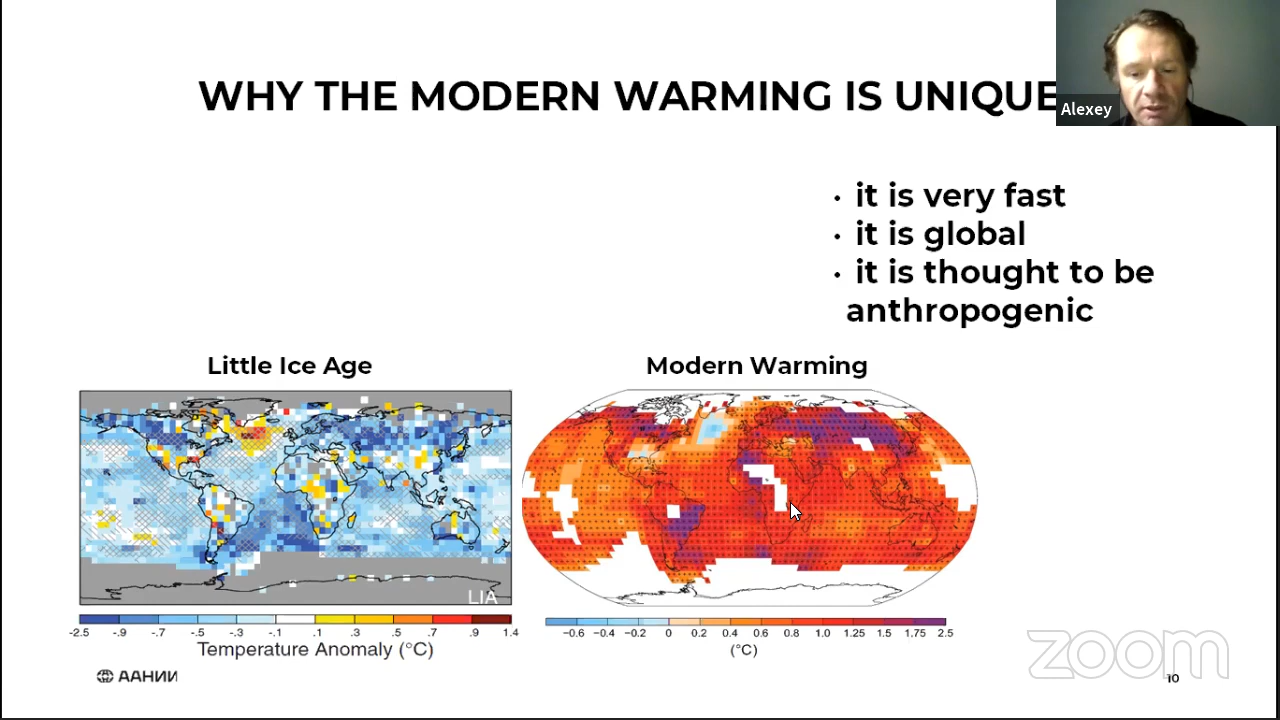 WHY THE MODERN WARMING IS UNIQUE
Alexey
· it is very fast
· it is global
· it is thought to be
anthropogenic
Little Ice Age
Modern Warming
LIA
-2.5 -.9 -.7 -.5 -.3 -.1 .1 .3 .5 .7 .9 1.4
Temperature Anomaly (°C)
-0.6 -0.4 -0.2 0 0.2 0.4 0.6 0.8 1.0 1.25 1.5 1.75 2.5
(°C)
ААНИИ
zoom
10